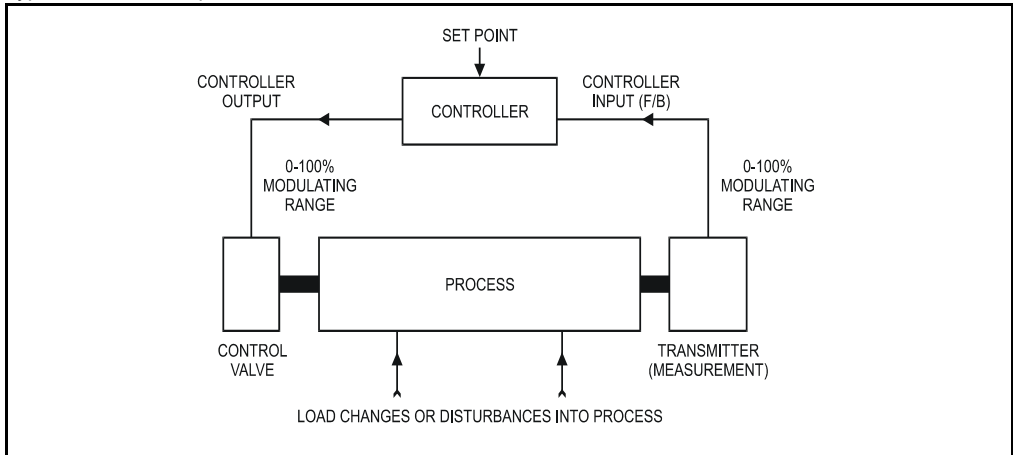 SET POINT
CONTROLLER
OUTPUT
CONTROLLER
CONTROLLER
INPUT (F/B)
0-100%
MODULATING
RANGE
0-100%
MODULATING
RANGE
PROCESS
CONTROL
VALVE
TRANSMITTER
(MEASUREMENT)
LOAD CHANGES OR DISTURBANCES INTO PROCESS